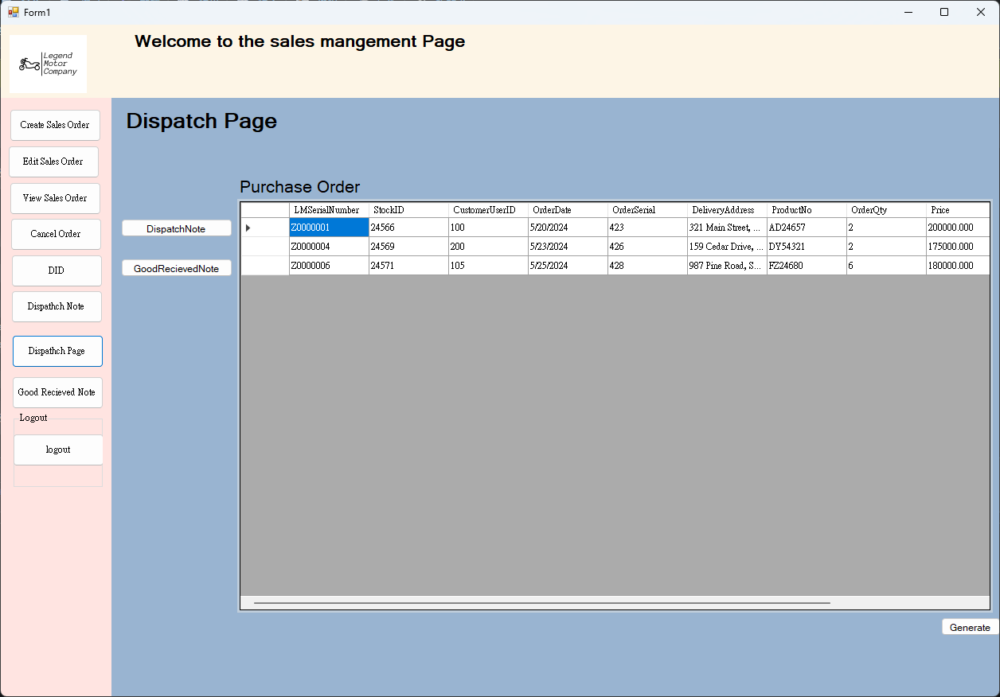 Form1
Legend
Motor
Company
Welcome to the sales mangement Page
Create Sales Order
Edit Sales Order
View Sales Order
Cancel Order
DID
Dispathch Note
Dispathch Page
Good Recieved Note
Logout
logout
Dispatch Page
DispatchNote
GoodRecievedNote
Purchase Order
LMSerialNumber StockID CustomerUserID OrderDate OrderSerial DeliveryAddress ProductNo OrderQty Price
Z0000001 24566 100 5/20/2024 423 321 Main Street, ... AD24657 2 200000.000
Z0000004 24569 200 5/23/2024 426 159 Cedar Drive, ... DY54321 2 175000.000
Z0000006 24571 105 5/25/2024 428 987 Pine Road, S... FZ24680 6 180000.000
Generate